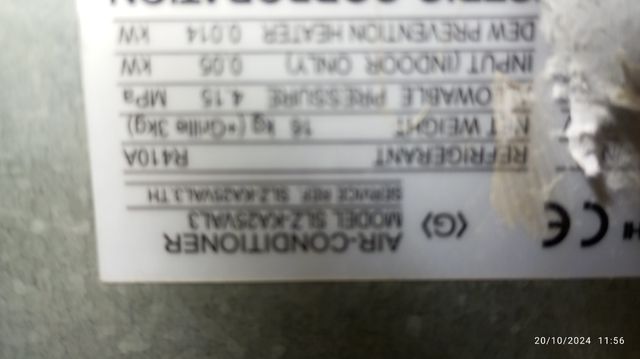 AIR-CONDITIONER
MODEL SLZ-KA25VAL3
SERVICE REF. SLZ-KA25VAL3.TH
<G> CE
REFRIGERANT R410A
NET WEIGHT 16 kg (+Grille 3kg)
PRESSURE 4.15 MPa
INPUT (INDOOR ONLY) 0.05 kW
DEW PREVENTION HEATER 0.014 kW
CORPORATION
20/10/2024 11:56